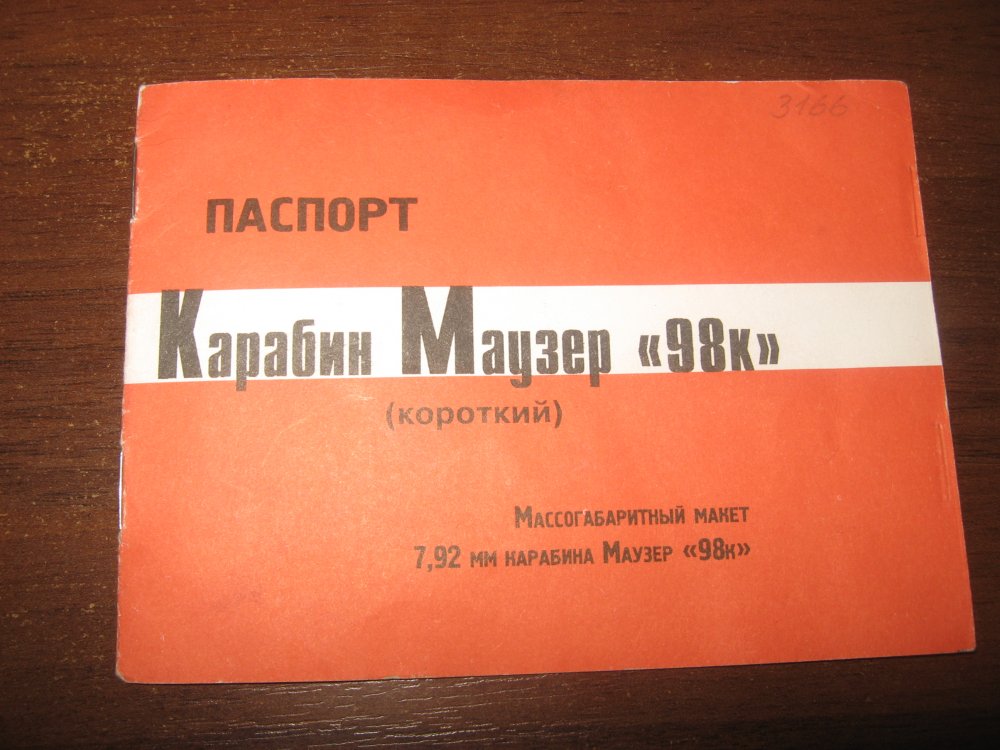 3166
ПАСПОРТ
Карабин Маузер «98к»
(короткий)
Массогабаритный макет
7,92 мм карабина Маузер «98к»